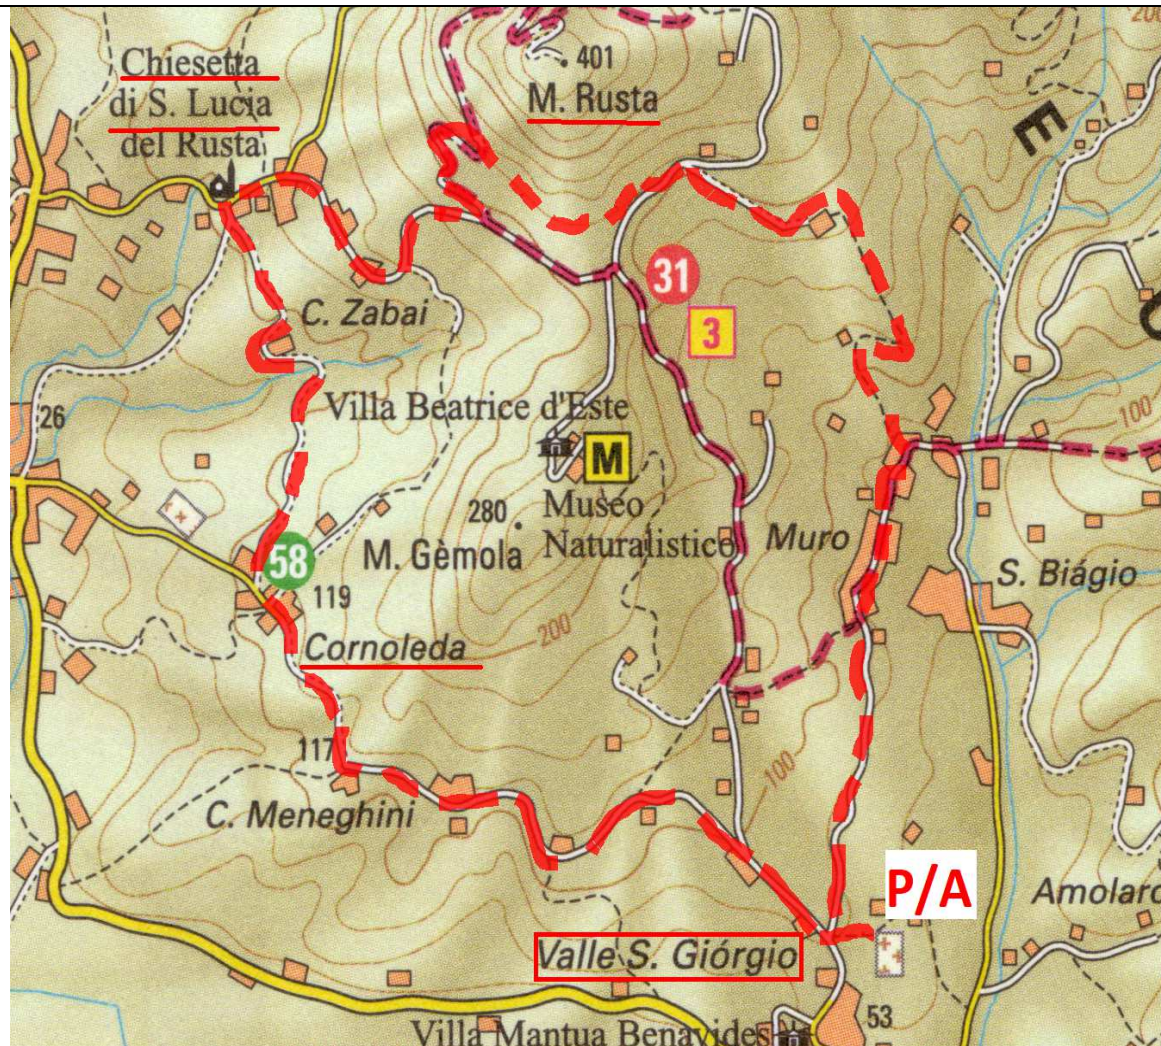 200
Chiesetta
di S. Lucia
del Rusta
401
M. Rusta
E
31
3
C. Zabai
100
26
Villa Beatrice d'Este
M
Museo
Naturalistico
280
M. Gèmola
Muro
S. Biágio
58
119
Cornoleda
200
117
100
C. Meneghini
P/A
Amolaro
Valle S. Giórgio
53
Villa Mantua Benavides